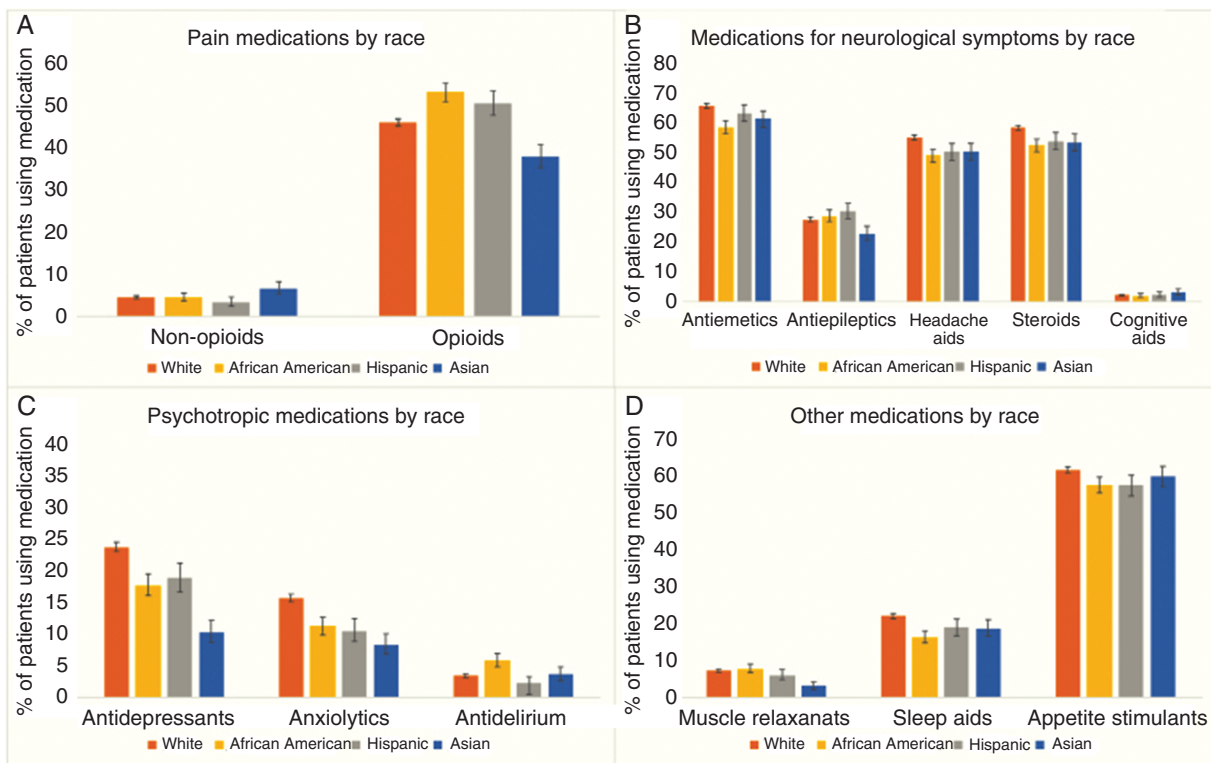 A
Pain medications by race
% of patients using medication
60
50
40
30
20
10
0
Non-opioids
Opioids
White African American Hispanic Asian
B
Medications for neurological symptoms by race
% of patients using medication
80
70
60
50
40
30
20
10
0
Antiemetics
Antiepileptics
Headache
aids
Steroids
Cognitive
aids
White African American Hispanic Asian
C
Psychotropic medications by race
% of patients using medication
40
35
30
25
20
15
10
5
0
Antidepressants
Anxiolytics
Antidelirium
White African American Hispanic Asian
D
Other medications by race
% of patients using medication
70
60
50
40
30
20
10
0
Muscle relaxanats
Sleep aids
Appetite stimulants
White African American Hispanic Asian